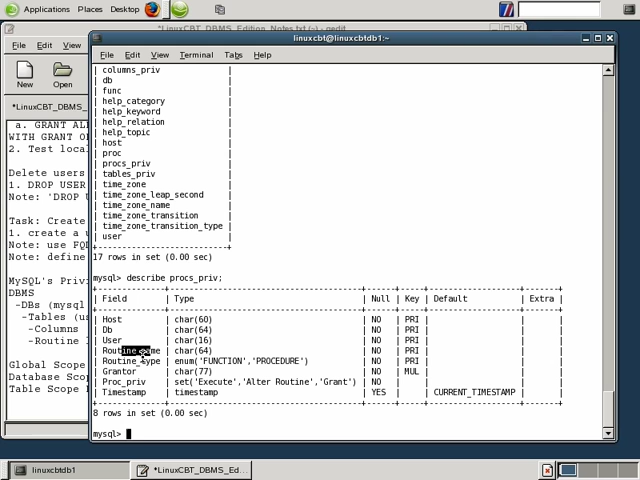 Applications Places Desktop
*LinuxCBT_DBMS_Edition_Notes.txt (~) - gedit
File Edit View
New Open
*LinuxCBT_DBMS_
a. GRANT ALL
WITH GRANT O
2. Test loca
Delete users
1. DROP USER
Note: 'DROP U
Task: Create
1. create a u
Note: use FQD
Note: define
MySQL's Priv
DBMS
-DBs (mysql
-Tables (us
-Columns
-Routine
Global Scope
Database Scop
Table Scope
linuxcbt@linuxcbtdb1:~
File Edit View Terminal Tabs Help
| columns_priv |
| db |
| func |
| help_category |
| help_keyword |
| help_relation |
| help_topic |
| host |
| proc |
| procs_priv |
| tables_priv |
| time_zone |
| time_zone_leap_second |
| time_zone_name |
| time_zone_transition |
| time_zone_transition_type |
| user |
17 rows in set (0.00 sec)
mysql> describe procs_priv;
| Field | Type | Null | Key | Default | Extra |
| Host | char(60) | NO | PRI | | |
| Db | char(64) | NO | PRI | | |
| User | char(16) | NO | PRI | | |
| Routine_name | char(64) | NO | PRI | | |
| Routine_type | enum('FUNCTION','PROCEDURE') | NO | PRI | | |
| Grantor | char(77) | NO | MUL | | |
| Proc_priv | set('Execute','Alter Routine','Grant') | NO | | | |
| Timestamp | timestamp | YES | | CURRENT_TIMESTAMP | |
8 rows in set (0.00 sec)
mysql>
linuxcbtdb1
*LinuxCBT_DBMS_Ed...